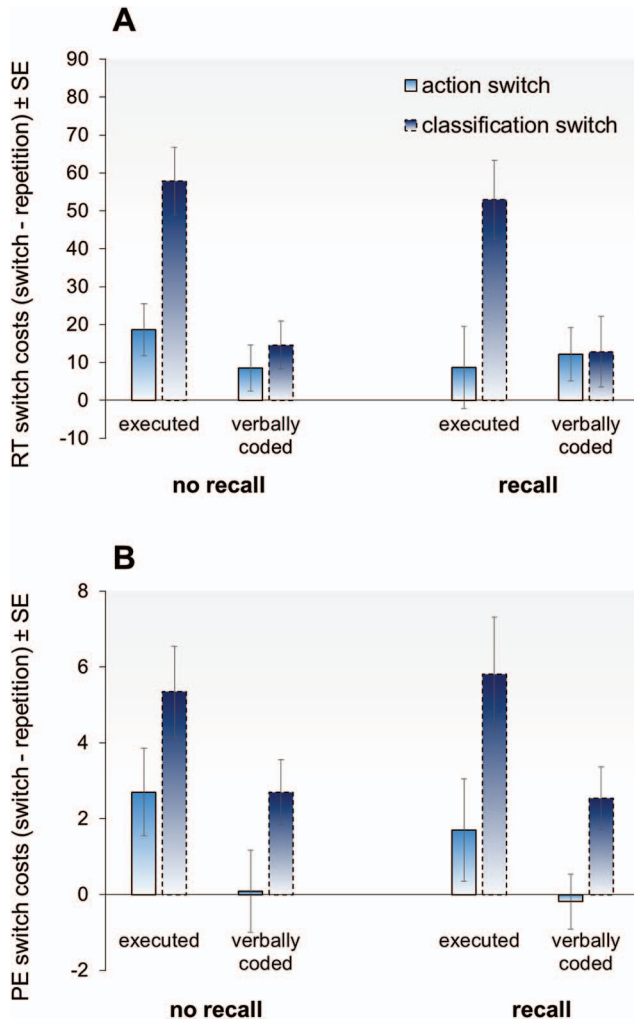 A
RT switch costs (switch - repetition) ± SE
90
80
70
60
50
40
30
20
10
0
-10
action switch
classification switch
executed
verbally
coded
executed
verbally
coded
no recall
recall
B
PE switch costs (switch - repetition) ± SE
8
6
4
2
0
-2
executed
verbally
coded
executed
verbally
coded
no recall
recall